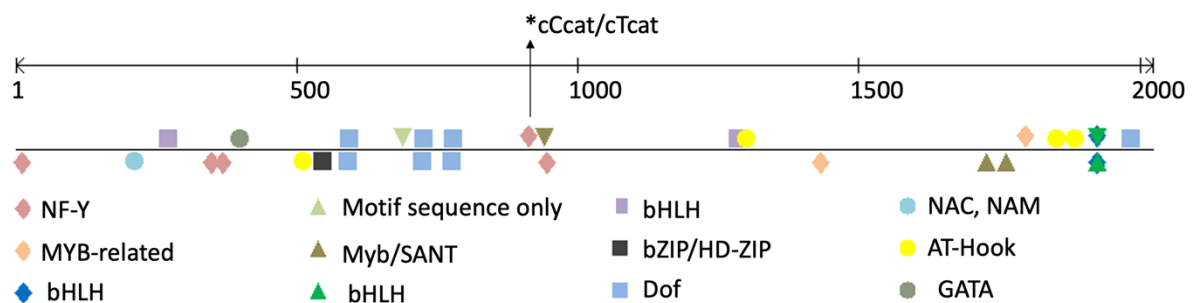 *cCcat/cTcat
1 500 1000 1500 2000
NF-Y Motif sequence only bHLH NAC, NAM
MYB-related Myb/SANT bZIP/HD-ZIP AT-Hook
bHLH bHLH Dof GATA